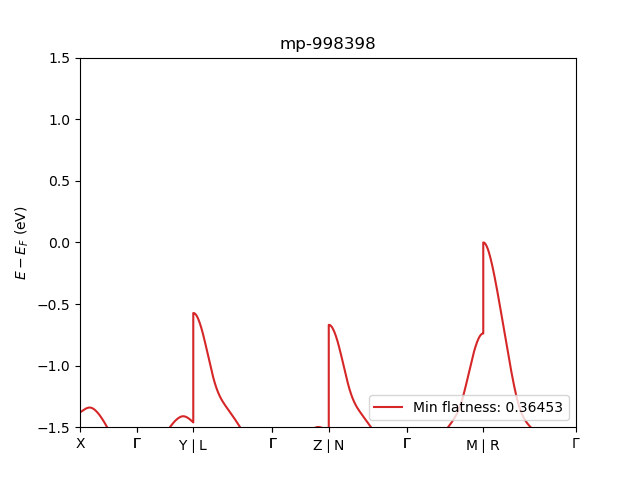 mp-998398
E − E_F (eV)
1.5
1.0
0.5
0.0
−0.5
−1.0
−1.5
Min flatness: 0.36453
X Γ Y | L Γ Z | N Γ M | R Γ